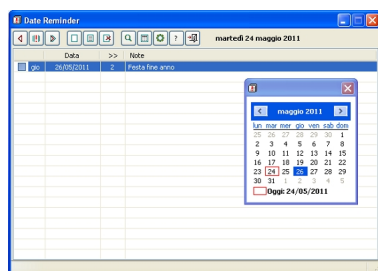 Date Reminder
martedì 24 maggio 2011
Data >> Note
gio 26/05/2011 2 Festa fine anno
maggio 2011
lun mar mer gio ven sab dom
25 26 27 28 29 30 1
2 3 4 5 6 7 8
9 10 11 12 13 14 15
16 17 18 19 20 21 22
23 24 25 26 27 28 29
30 31 1 2 3 4 5
Oggi: 24/05/2011